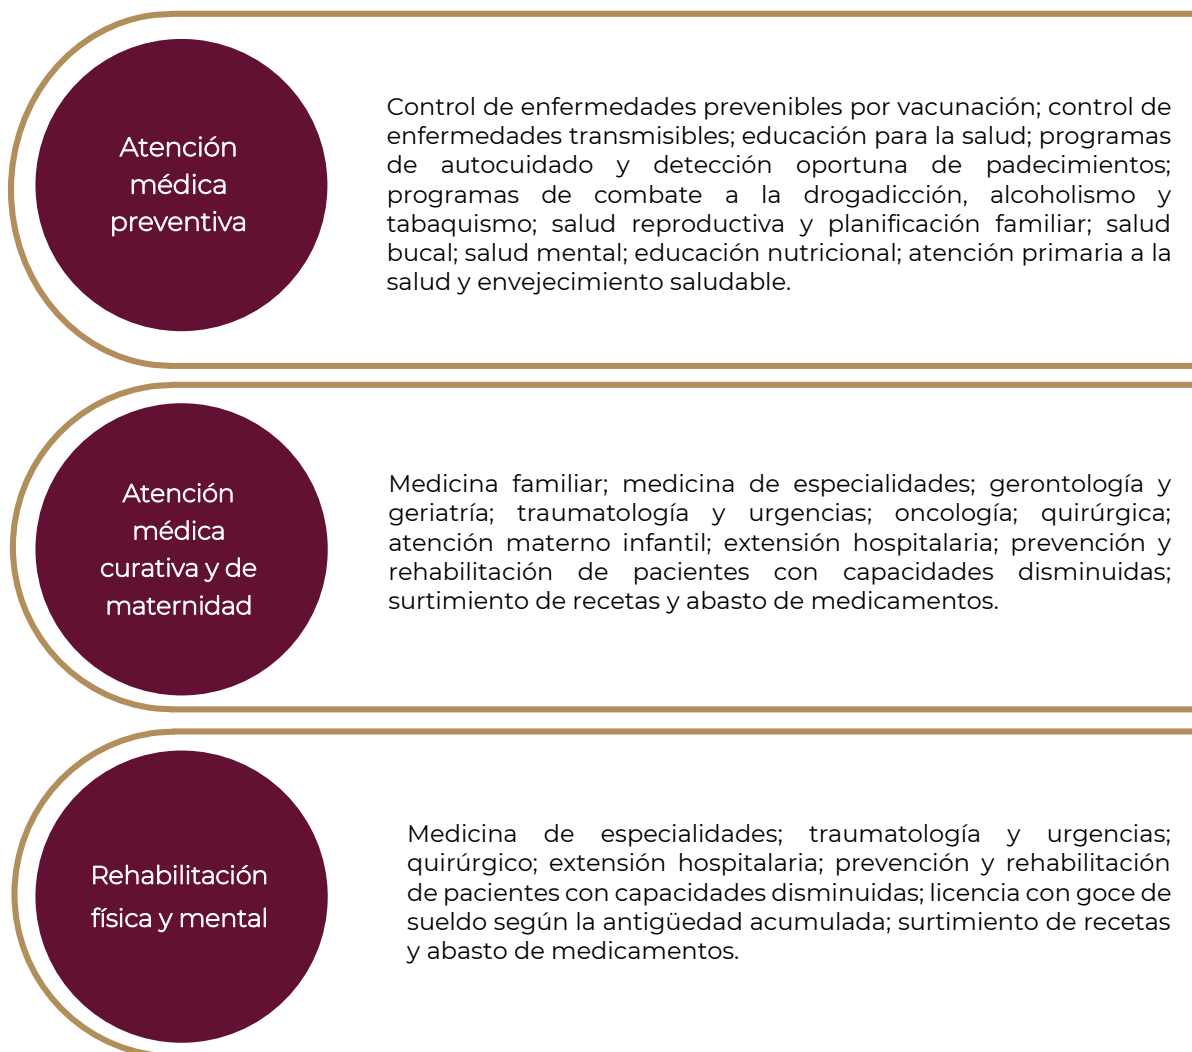 Atención
médica
preventiva
Control de enfermedades prevenibles por vacunación; control de
enfermedades transmisibles; educación para la salud; programas
de autocuidado y detección oportuna de padecimientos;
programas de combate a la drogadicción, alcoholismo y
tabaquismo; salud reproductiva y planificación familiar; salud
bucal; salud mental; educación nutricional; atención primaria a la
salud y envejecimiento saludable.
Atención
médica
curativa y de
maternidad
Medicina familiar; medicina de especialidades; gerontología y
geriatría; traumatología y urgencias; oncología; quirúrgica;
atención materno infantil; extensión hospitalaria; prevención y
rehabilitación de pacientes con capacidades disminuidas;
surtimiento de recetas y abasto de medicamentos.
Rehabilitación
física y mental
Medicina de especialidades; traumatología y urgencias;
quirúrgico; extensión hospitalaria; prevención y rehabilitación
de pacientes con capacidades disminuidas; licencia con goce de
sueldo según la antigüedad acumulada; surtimiento de recetas
y abasto de medicamentos.